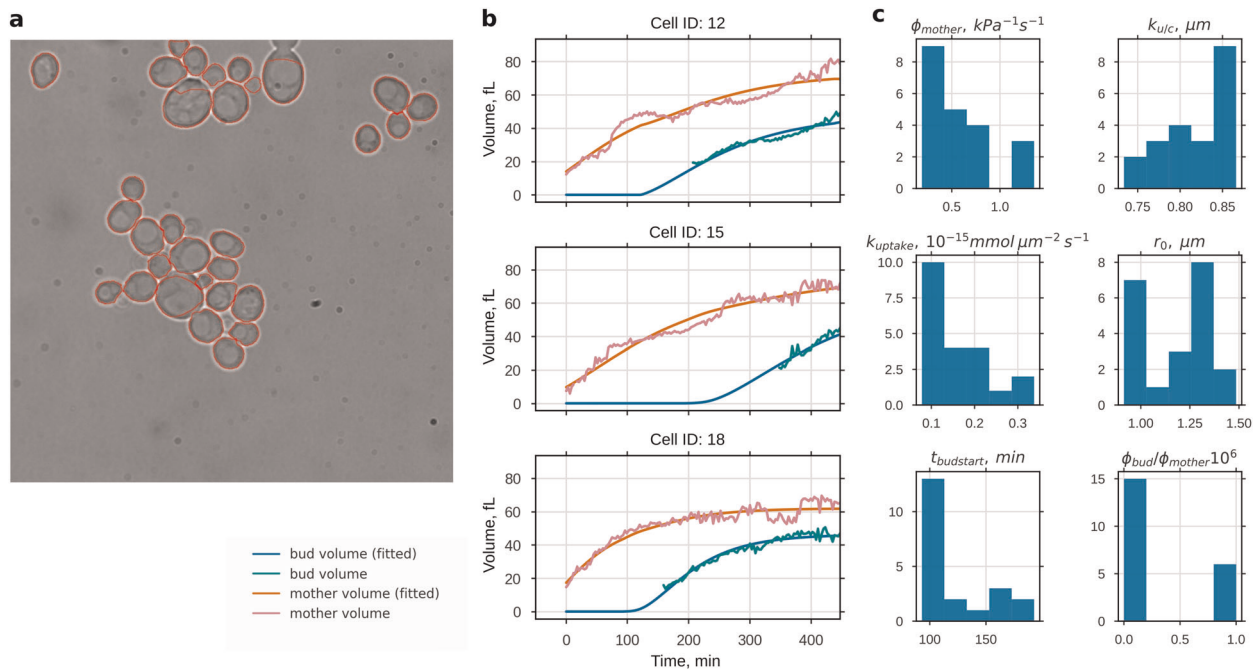 a
b
c
Cell ID: 12
Volume, fL
80
60
40
20
0
Cell ID: 15
Volume, fL
80
60
40
20
0
Cell ID: 18
Volume, fL
80
60
40
20
0
0 100 200 300 400
Time, min
bud volume (fitted)
bud volume
mother volume (fitted)
mother volume
ϕmother, kPa⁻¹s⁻¹
8
6
4
2
0
0.5 1.0
ku/c, μm
8
6
4
2
0
0.75 0.80 0.85
kuptake, 10⁻¹⁵mmol μm⁻² s⁻¹
10.0
7.5
5.0
2.5
0.0
0.1 0.2 0.3
r0, μm
8
6
4
2
0
1.00 1.25 1.50
tbudstart, min
10
5
0
100 150
ϕbud/ϕmother10⁶
15
10
5
0
0.0 0.5 1.0